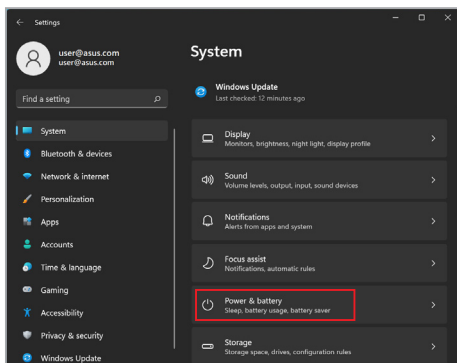 Settings
user@asus.com
user@asus.com
Find a setting
System
Bluetooth & devices
Network & internet
Personalization
Apps
Accounts
Time & language
Gaming
Accessibility
Privacy & security
Windows Update
System
Windows Update
Last checked: 12 minutes ago
Display
Monitors, brightness, night light, display profile
Sound
Volume levels, output, input, sound devices
Notifications
Alerts from apps and system
Focus assist
Notifications, automatic rules
Power & battery
Sleep, battery usage, battery saver
Storage
Storage space, drives, configuration rules